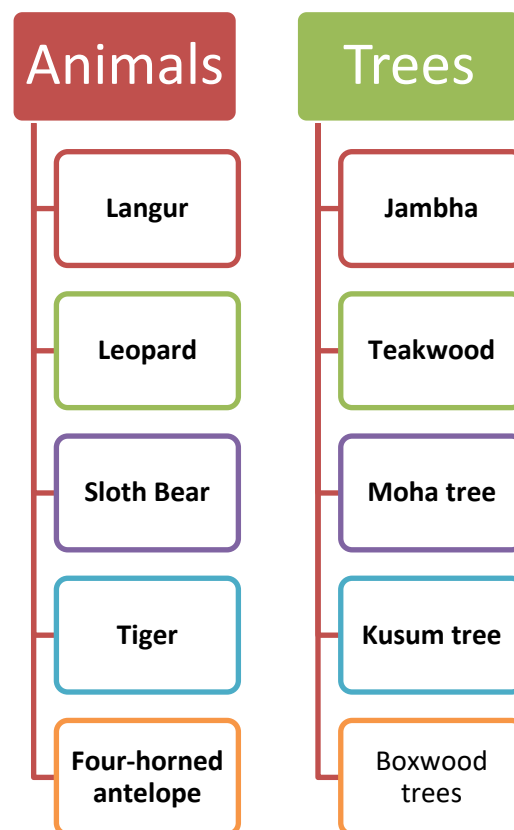 Animals
Langur
Leopard
Sloth Bear
Tiger
Four-horned
antelope
Trees
Jambha
Teakwood
Moha tree
Kusum tree
Boxwood
trees